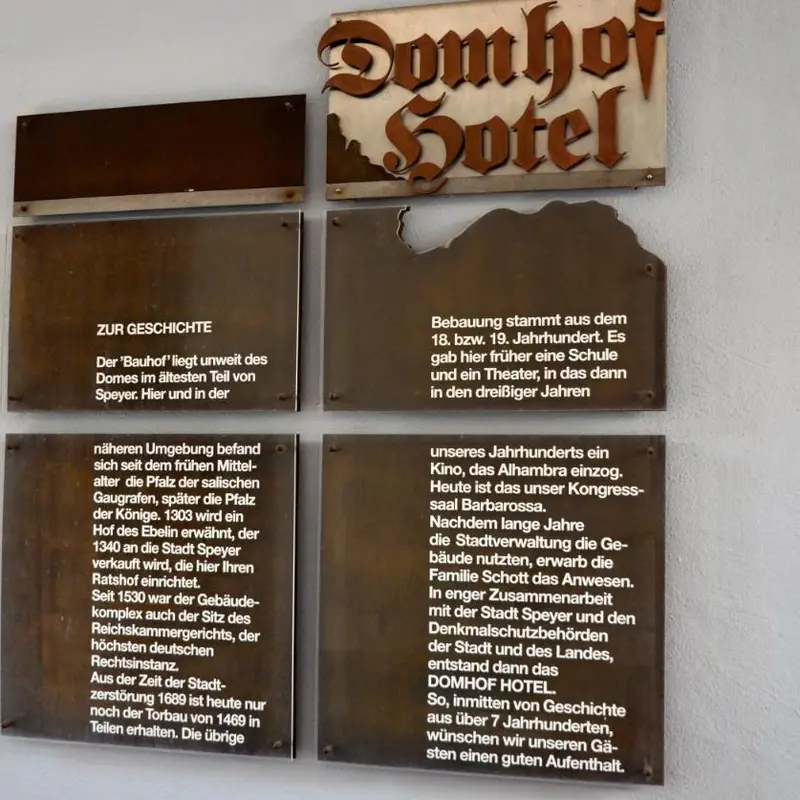 Domhof
Hotel
ZUR GESCHICHTE
Der 'Bauhof' liegt unweit des
Domes im ältesten Teil von
Speyer. Hier und in der
näheren Umgebung befand
sich seit dem frühen Mittel-
alter die Pfalz der salischen
Gaugrafen, später die Pfalz
der Könige. 1303 wird ein
Hof des Ebelin erwähnt, der
1340 an die Stadt Speyer
verkauft wird, die hier Ihren
Ratshof einrichtet.
Seit 1530 war der Gebäude-
komplex auch der Sitz des
Reichskammergerichts, der
höchsten deutschen
Rechtsinstanz.
Aus der Zeit der Stadt-
zerstörung 1689 ist heute nur
noch der Torbau von 1469 in
Teilen erhalten. Die übrige
Bebauung stammt aus dem
18. bzw. 19. Jahrhundert. Es
gab hier früher eine Schule
und ein Theater, in das dann
in den dreißiger Jahren
unseres Jahrhunderts ein
Kino, das Alhambra einzog.
Heute ist das unser Kongress-
saal Barbarossa.
Nachdem lange Jahre
die Stadtverwaltung die Ge-
bäude nutzten, erwarb die
Familie Schott das Anwesen.
In enger Zusammenarbeit
mit der Stadt Speyer und den
Denkmalschutzbehörden
der Stadt und des Landes,
entstand dann das
DOMHOF HOTEL.
So, inmitten von Geschichte
aus über 7 Jahrhunderten,
wünschen wir unseren Gä-
sten einen guten Aufenthalt.